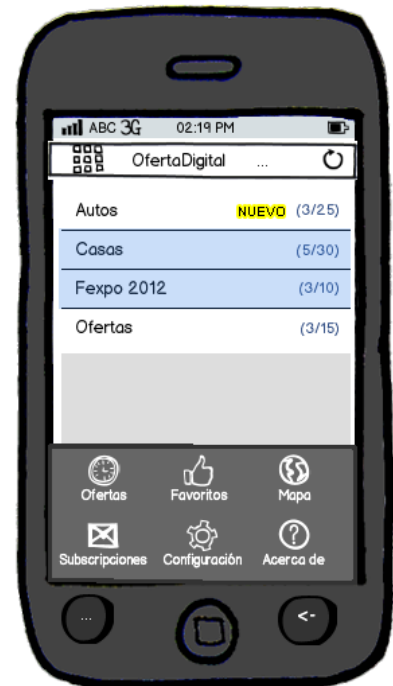 ABC 3G 02:19 PM
OfertaDigital ...
Autos NUEVO (3/25)
Casas (5/30)
Fexpo 2012 (3/10)
Ofertas (3/15)
Ofertas Favoritos Mapa
Subscripciones Configuración Acerca de
... <-